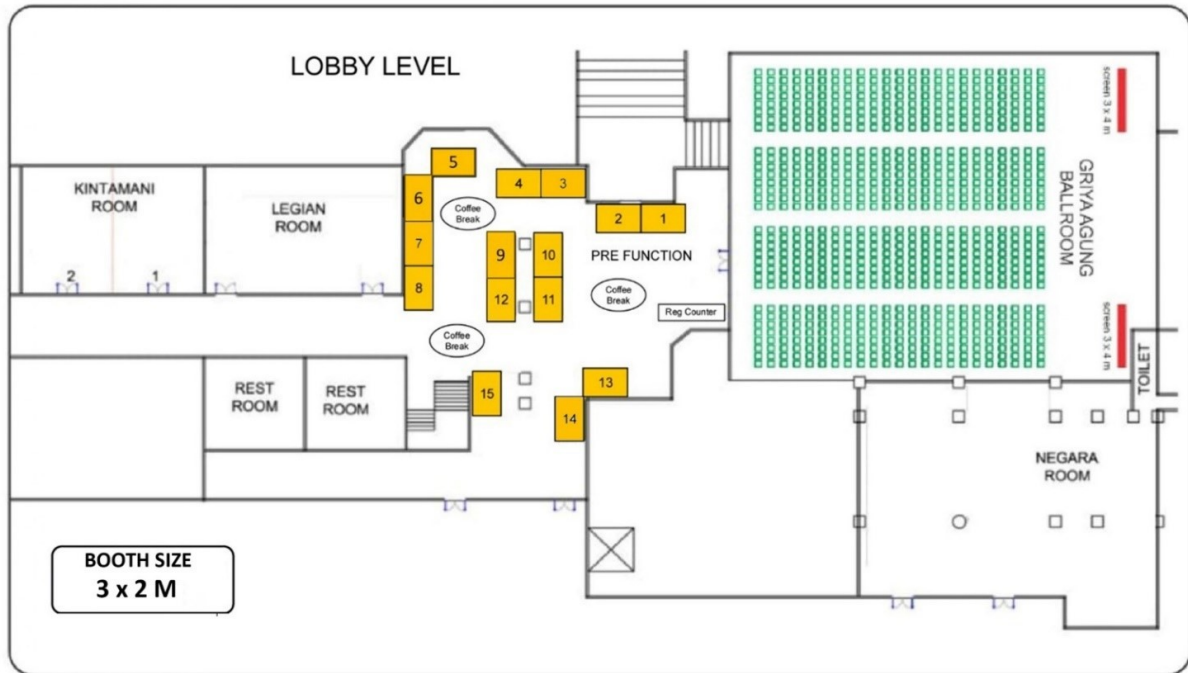 LOBBY LEVEL
screen 3 x 4 m
5
4
3
KINTAMANI
ROOM
LEGIAN
ROOM
6
Coffee
Break
2
1
GRIYA AGUNG
BALLROOM
7
9
10
PRE FUNCTION
2
1
8
12
11
Coffee
Break
Reg Counter
Coffee
Break
screen 3 x 4 m
TOILET
REST
ROOM
REST
ROOM
15
13
14
NEGARA
ROOM
BOOTH SIZE
3 x 2 M